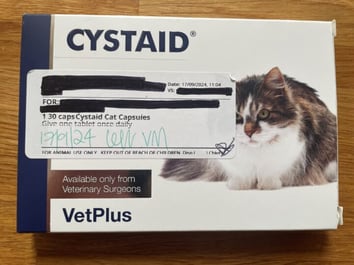 CYSTAID®
Date: 17/09/2024, 11:04
VS:
FOR:
1 30 caps Cystaid Cat Capsules
Give one tablet once daily
17/9/24
FOR ANIMAL USE ONLY KEEP OUT OF REACH OF CHILDREN
Available only from
Veterinary Surgeons
VetPlus